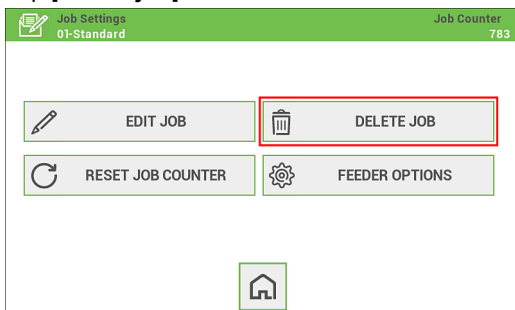 Job Settings
Job Counter
01-Standard
783
EDIT JOB
DELETE JOB
RESET JOB COUNTER
FEEDER OPTIONS